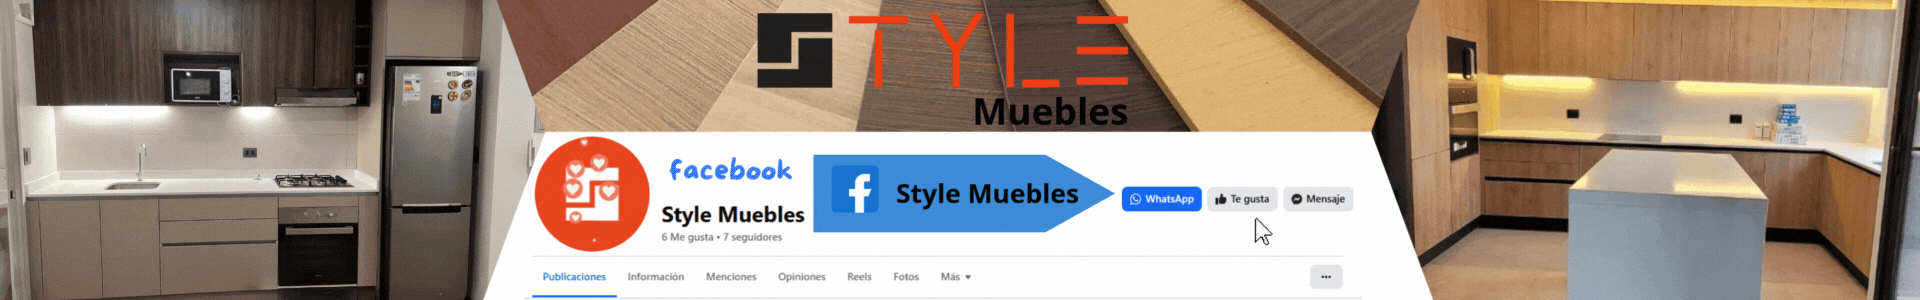 STYLE
Muebles
facebook
Style Muebles
6 Me gusta • 7 seguidores
Style Muebles
WhatsApp
Te gusta
Mensaje
Publicaciones
Información
Menciones
Opiniones
Reels
Fotos
Más